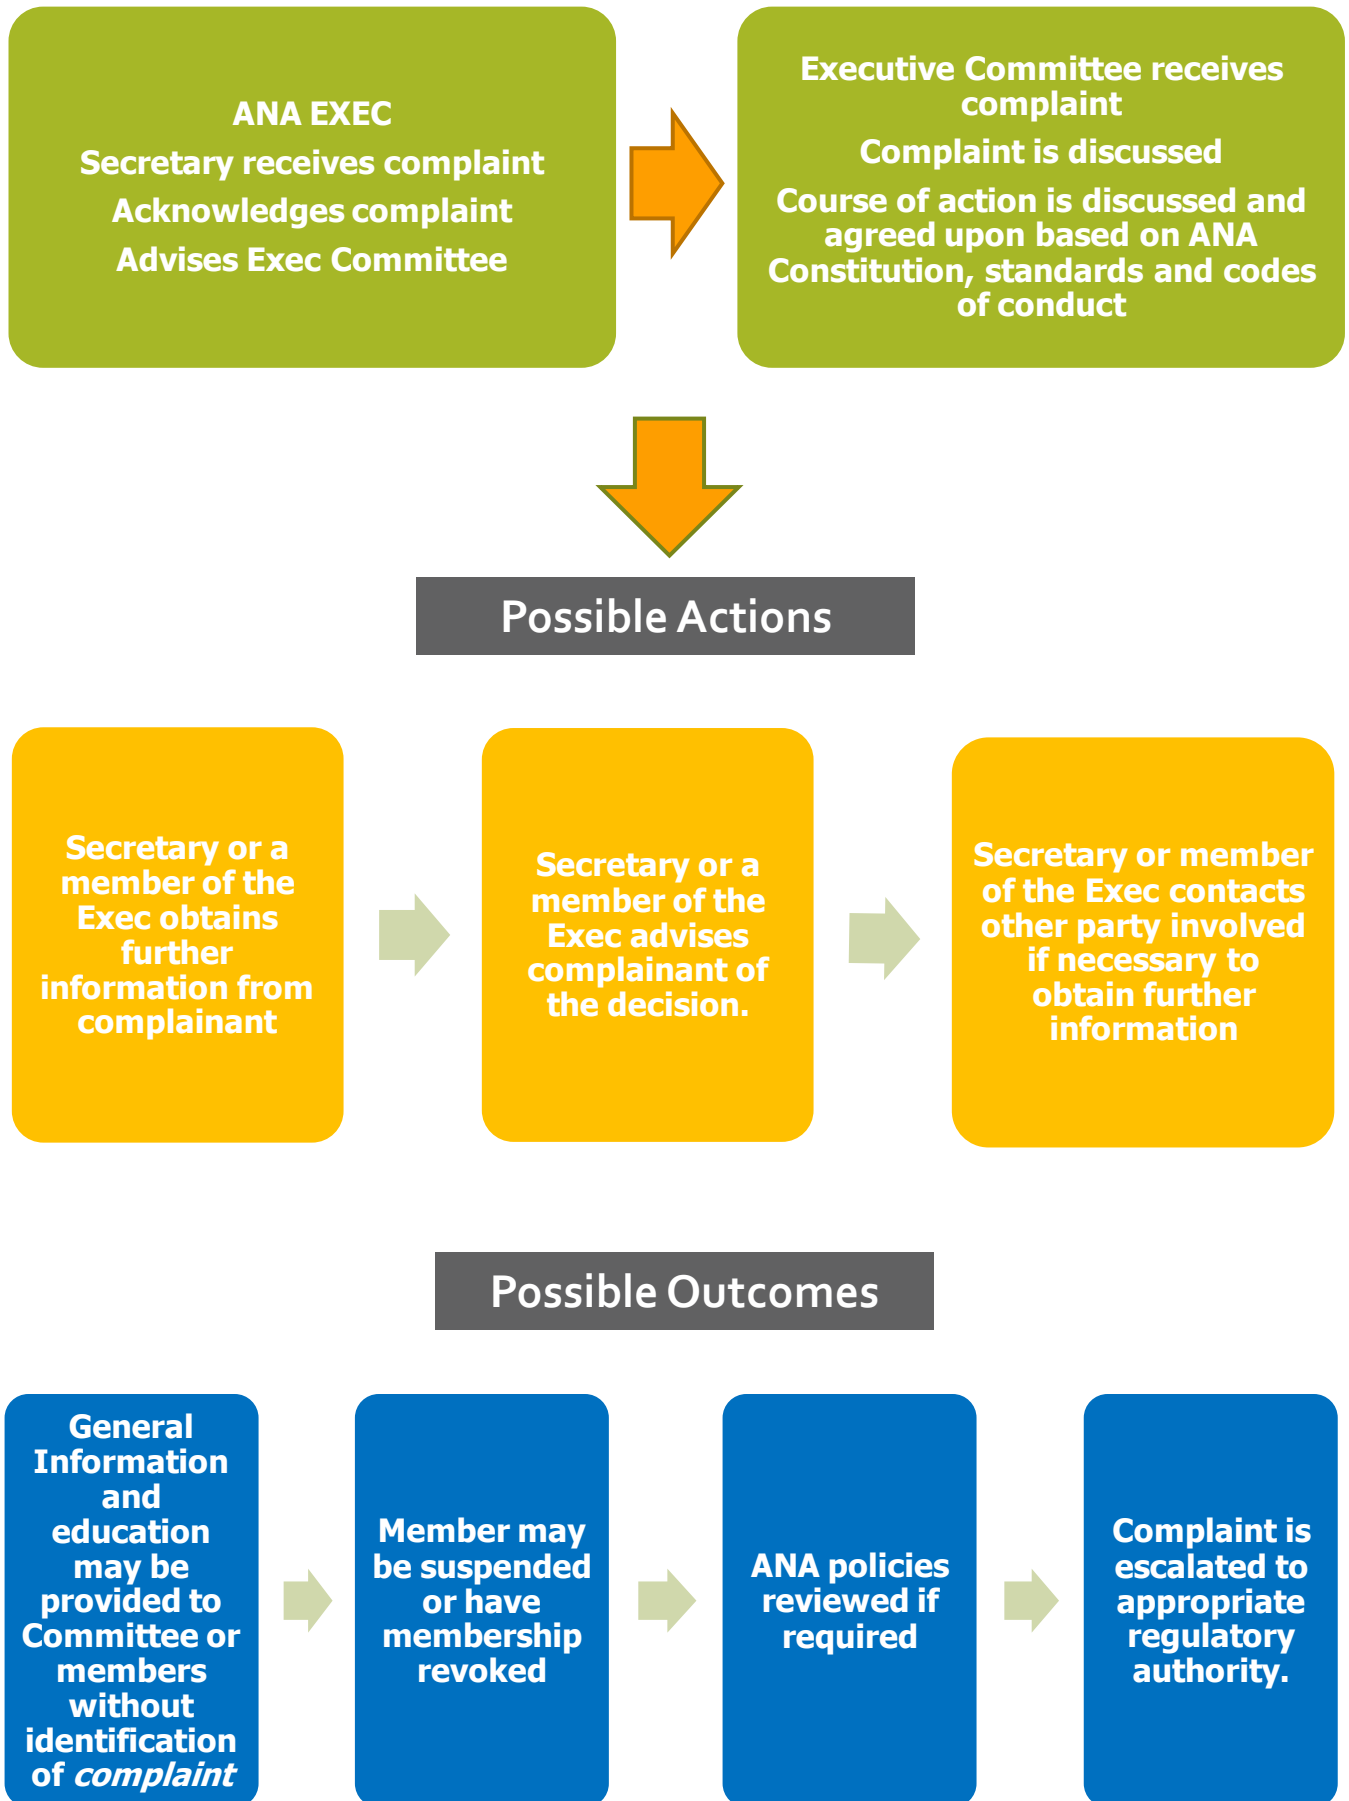 ANA EXEC
Secretary receives complaint
Acknowledges complaint
Advises Exec Committee
Executive Committee receives
complaint
Complaint is discussed
Course of action is discussed and
agreed upon based on ANA
Constitution, standards and codes
of conduct
Possible Actions
Secretary or a
member of the
Exec obtains
further
information from
complainant
Secretary or a
member of the
Exec advises
complainant of
the decision.
Secretary or member
of the Exec contacts
other party involved
if necessary to
obtain further
information
Possible Outcomes
General
Information
and
education
may be
provided to
Committee or
members
without
identification
of complaint
Member may
be suspended
or have
membership
revoked
ANA policies
reviewed if
required
Complaint is
escalated to
appropriate
regulatory
authority.